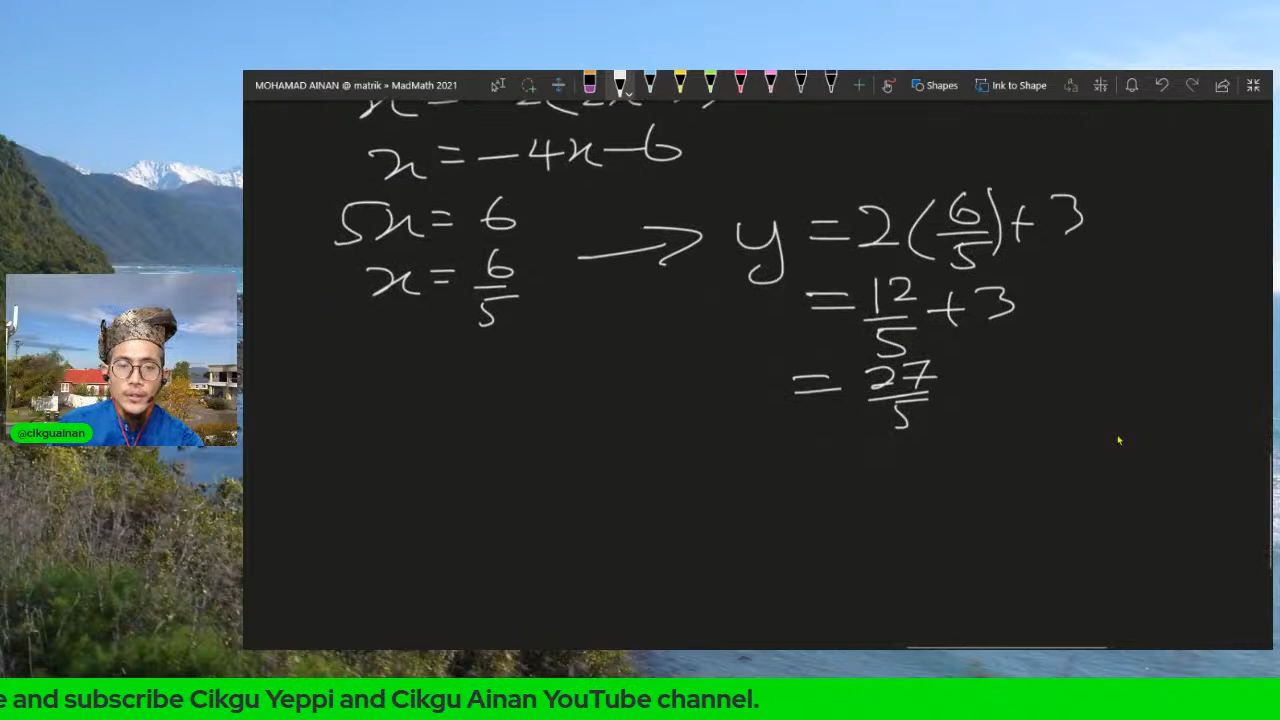 MOHAMAD AINAN @ matrik » MadMath 2021
Shapes
Ink to Shape
x = -4x-6
5x = 6
x = 6/5
y = 2(6/5) + 3
= 12/5 + 3
= 27/5
@cikguainan
e and subscribe Cikgu Yeppi and Cikgu Ainan YouTube channel.